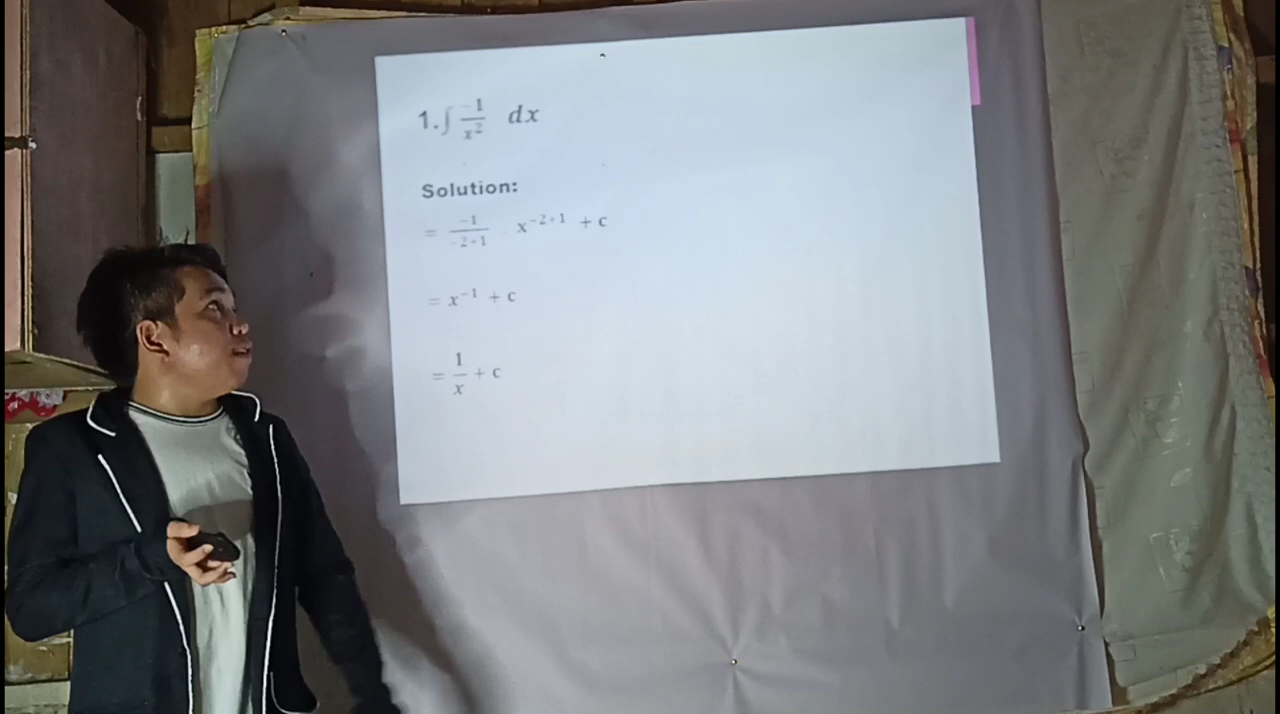 1. ∫ -1/x² dx
Solution:
= -1/-2+1 x⁻²⁺¹ + c
= x⁻¹ + c
= 1/x + c